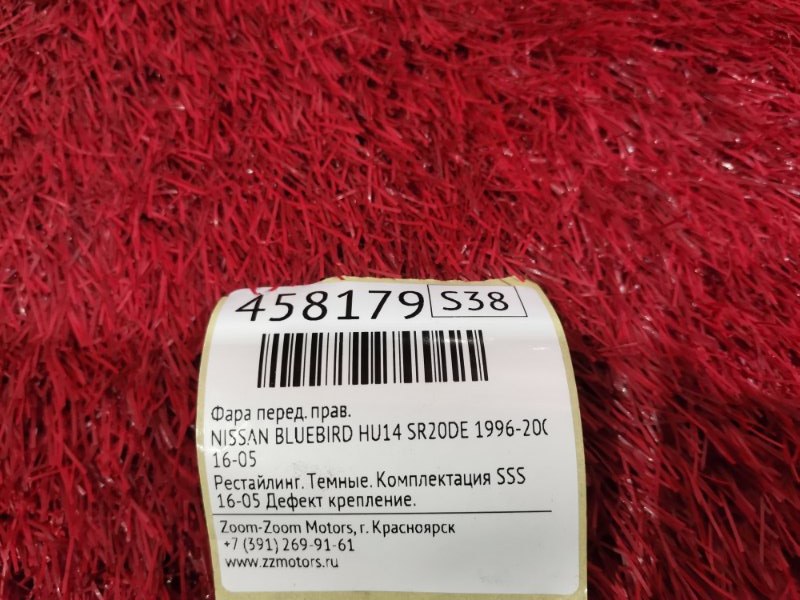 458179 S38
Фара перед. прав.
NISSAN BLUEBIRD HU14 SR20DE 1996-200
16-05
Рестайлинг. Темные. Комплектация SSS
16-05 Дефект крепление.
Zoom-Zoom Motors, г. Красноярск
+7 (391) 269-91-61
www.zzmotors.ru